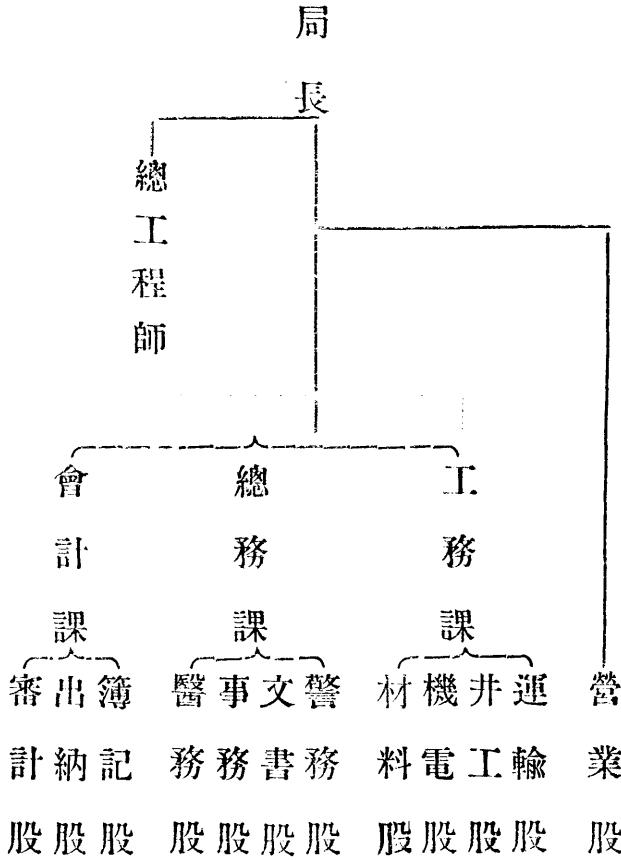 局長
總工程師
工務課
總務課
會計課
營業股
運輸股
井工股
機電股
材料股
警務股
文書股
事務股
醫務股
簿記股
出納股
審計股